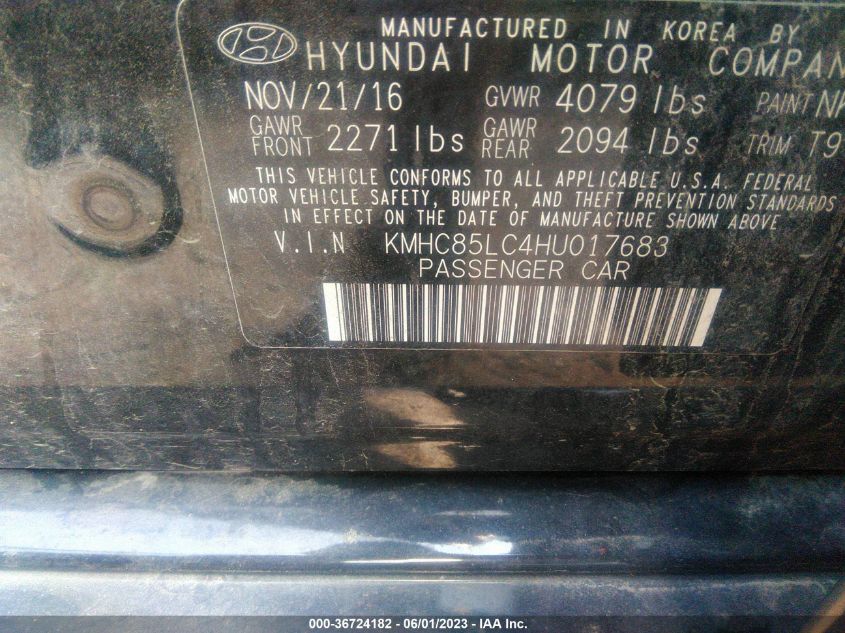 MANUFACTURED IN KOREA BY
HYUNDAI MOTOR COMPAN
NOV/21/16 GVWR 4079 lbs PAINT
GAWR FRONT 2271 lbs GAWR REAR 2094 lbs TRIM T9
THIS VEHICLE CONFORMS TO ALL APPLICABLE U.S.A. FEDERAL
MOTOR VEHICLE SAFETY, BUMPER, AND THEFT PREVENTION STANDARDS
IN EFFECT ON THE DATE OF MANUFACTURE SHOWN ABOVE
V.I.N KMHC85LC4HU017683
PASSENGER CAR
000-36724182 - 06/01/2023 - IAA Inc.